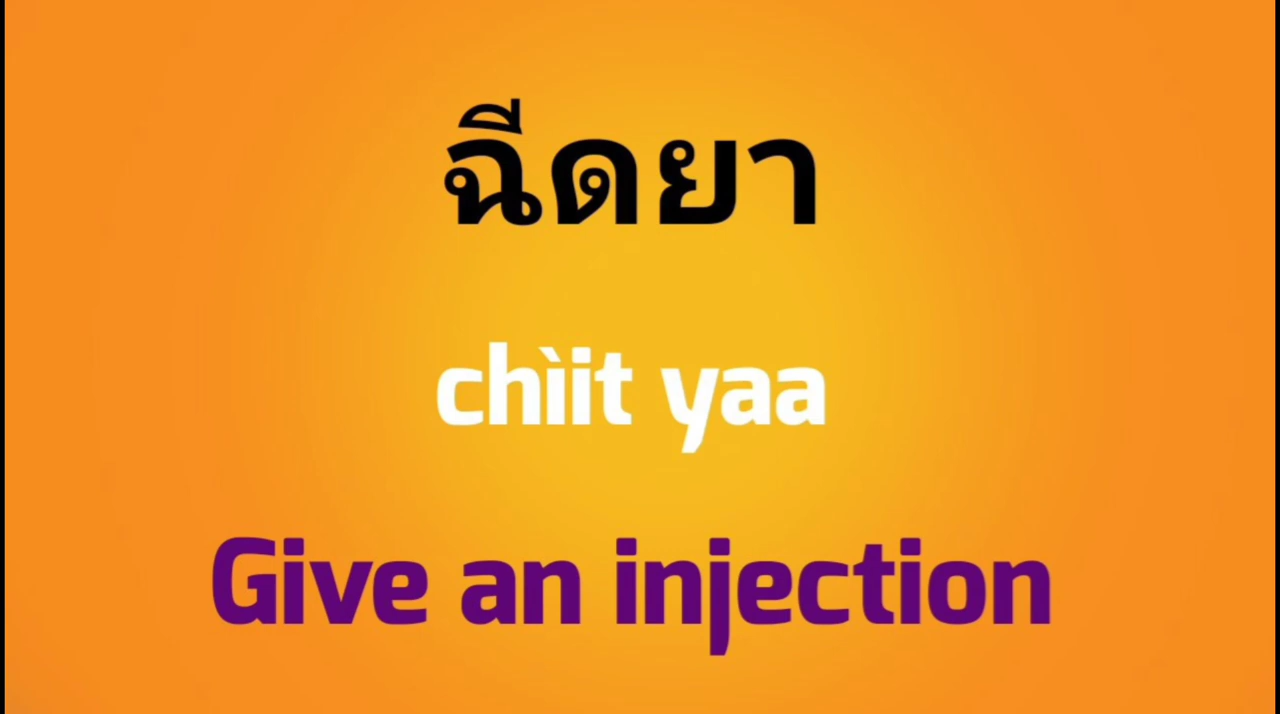 ฉีดยา
chìit yaa
Give an injection